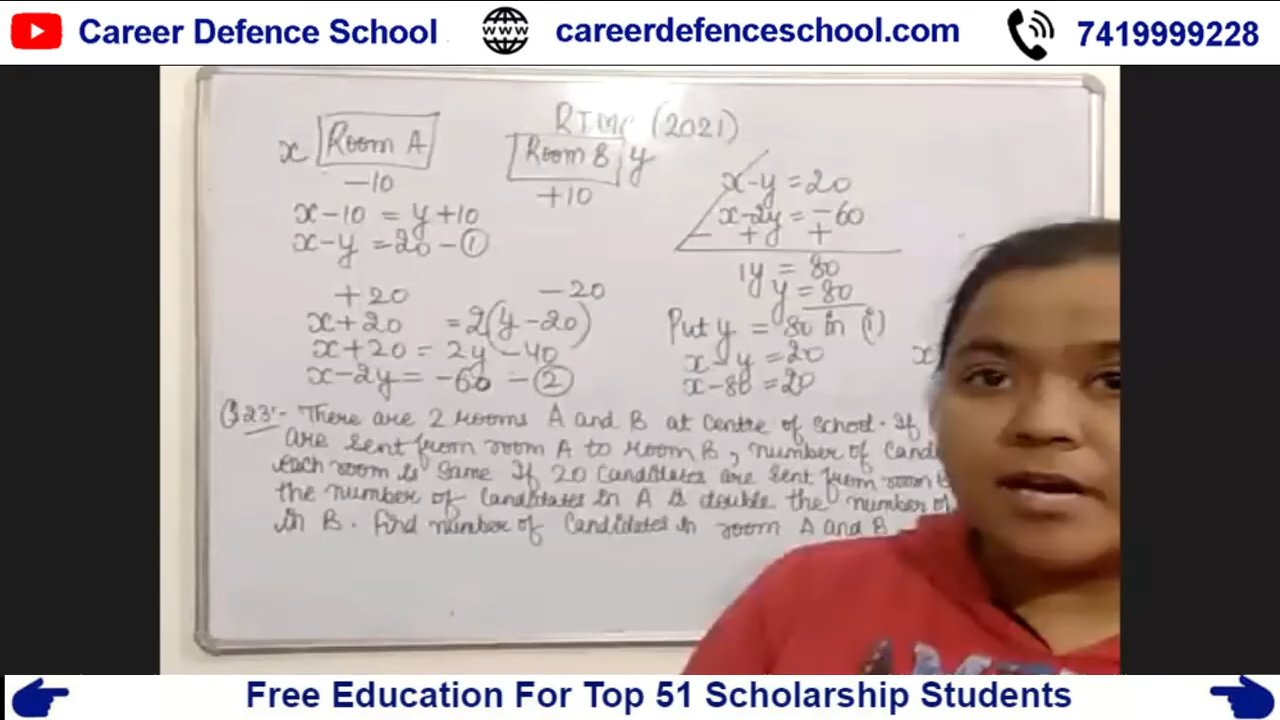 Career Defence School
www
careerdefenceschool.com
7419999228
RIMC (2021)
x Room A
Room B y
-10
+10
x-10 = y+10
x-y = 20 - ①
+20
-20
x+20 = 2(y-20)
x+20 = 2y -40
x-2y = -60 - ②
x-y = 20
x-2y = -60
- + +
1y = 80
y = 80
Put y = 80 in (i)
x-y = 20
x-80 = 20
x
Q23:- There are 2 rooms A and B at centre of school. If
are sent from room A to room B, number of Candi
each room is same If 20 Candidates are sent from room B
the number of Candidates in A is double the number of
in B. Find number of Candidates in room A and B
Free Education For Top 51 Scholarship Students